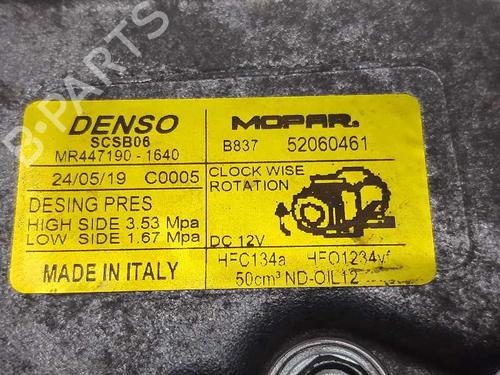 DENSO
SCSB06
MR447190-1640
24/05/19 C0005
DESING PRES
HIGH SIDE 3.53 Mpa
LOW SIDE 1.67 Mpa
MADE IN ITALY
MOPAR.
B837 52060461
CLOCK WISE
ROTATION
DC 12V
HFC134a HFO1234yf
50cm³ ND-OIL12
B-PARTS